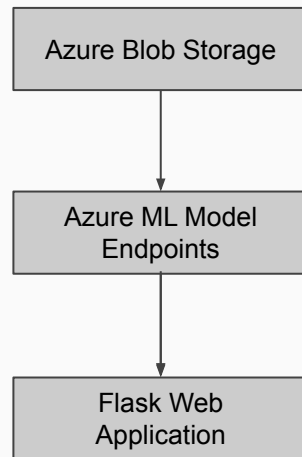 Azure Blob Storage
Azure ML Model
Endpoints
Flask Web
Application